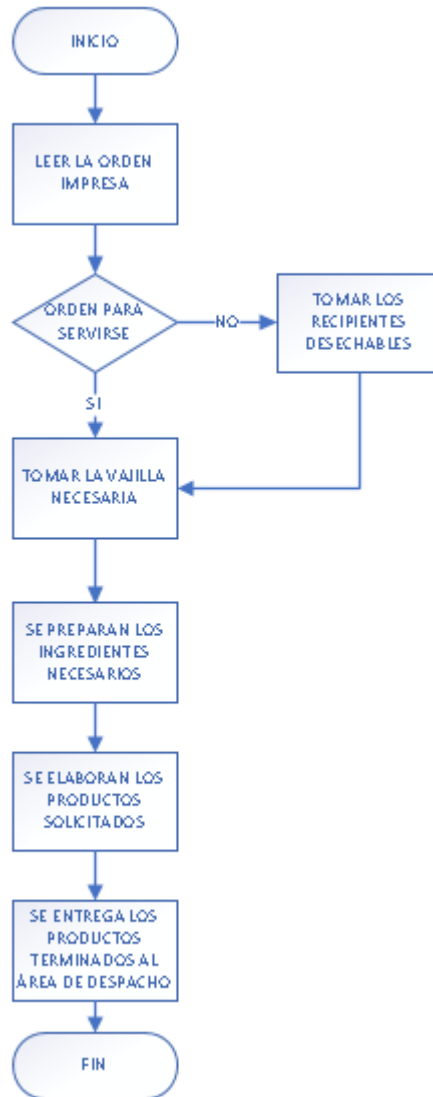 INICIO
LEER LA ORDEN
IMPRESA
ORDEN PARA
SERVIRSE
NO
TOMAR LOS
RECIPIENTES
DESECHABLES
SI
TOMAR LA VAJILLA
NECESARIA
SE PREPARAN LOS
INGREDIENTES
NECESARIOS
SE ELABORAN LOS
PRODUCTOS
SOLICITADOS
SE ENTREGA LOS
PRODUCTOS
TERMINADOS AL
ÁREA DE DESPACHO
FIN